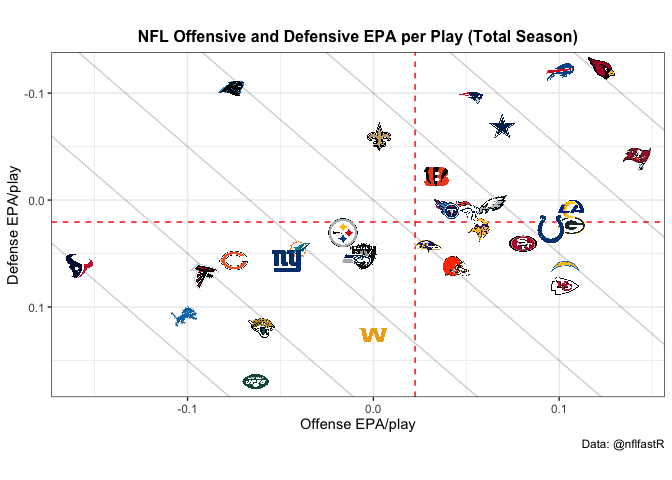 NFL Offensive and Defensive EPA per Play (Total Season)
-0.1
0.0
0.1
Defense EPA/play
-0.1
0.0
0.1
Offense EPA/play
Data: @nflfastR